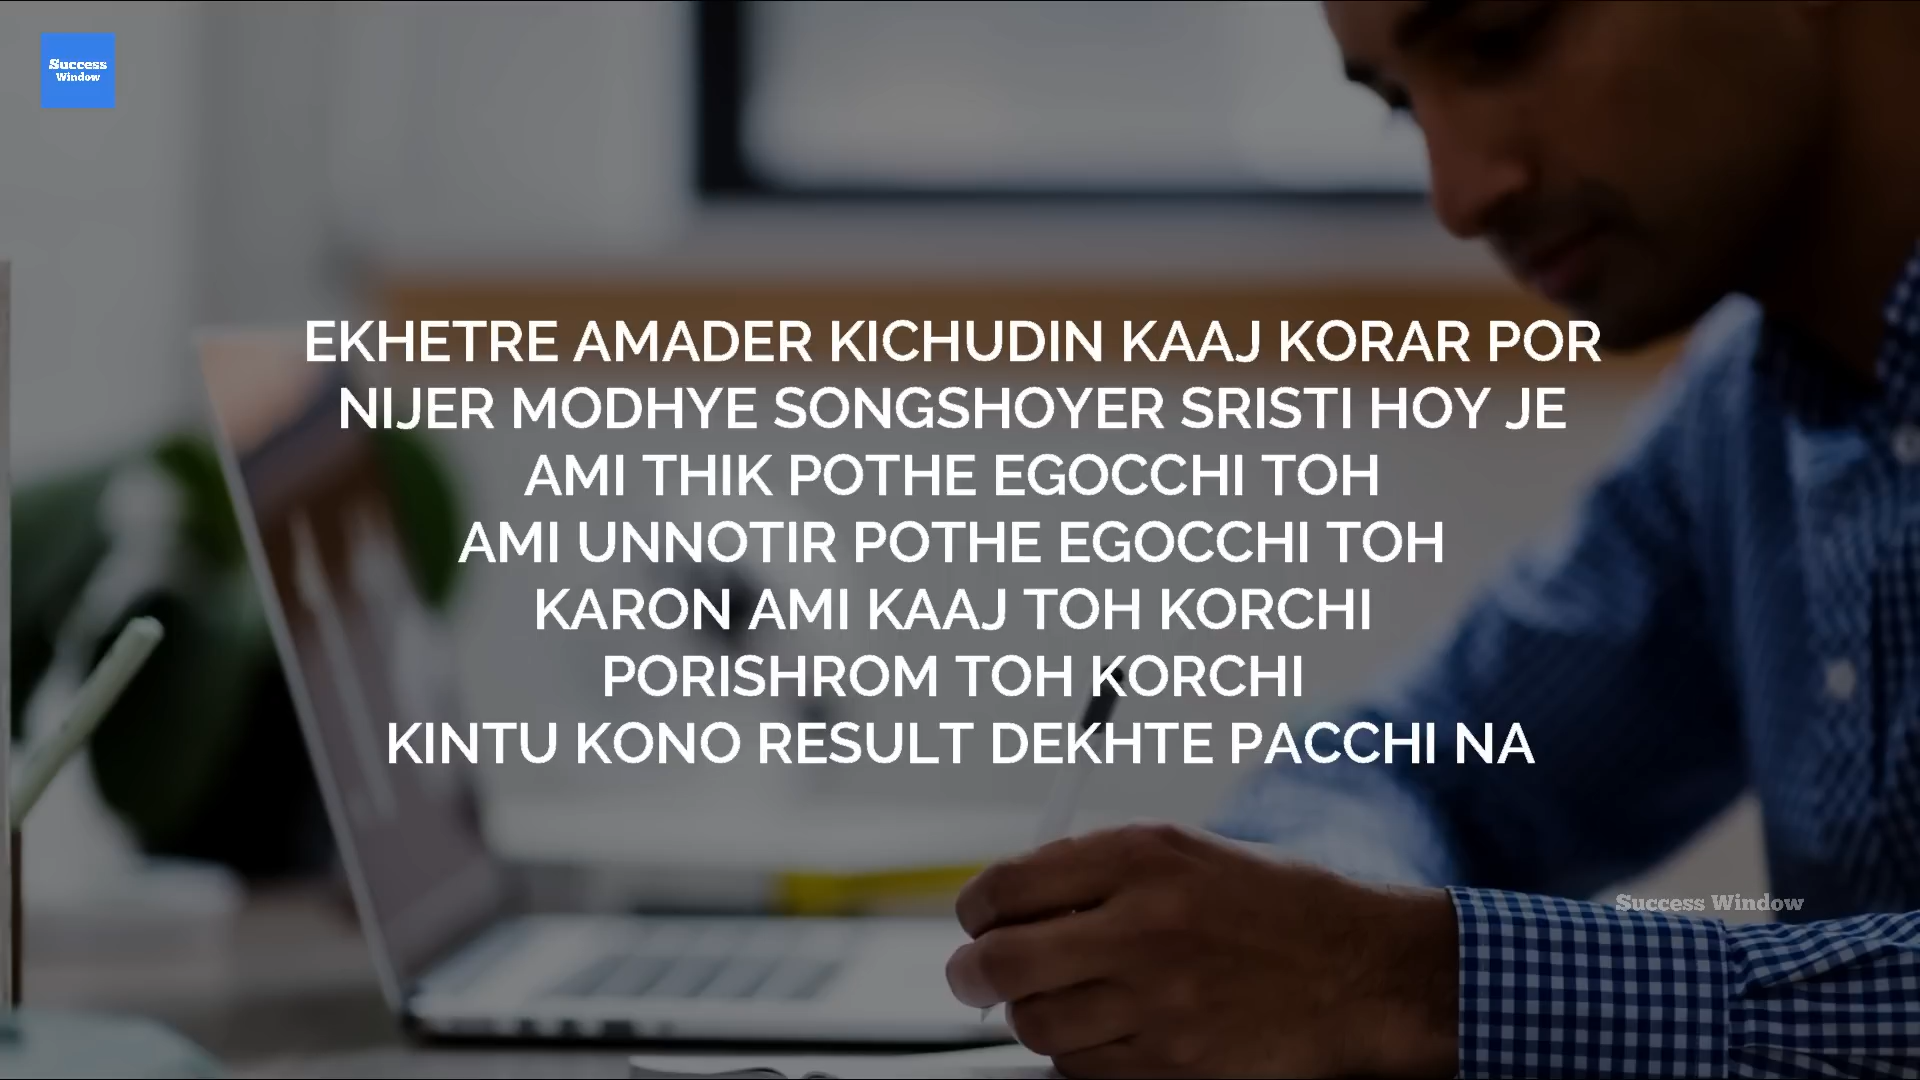 Success
Window
EKHETRE AMADER KICHUDIN KAAJ KORAR POR
NIJER MODHYE SONGSHOYER SRISTI HOY JE
AMI THIK POTHE EGOCCHI TOH
AMI UNNOTIR POTHE EGOCCHI TOH
KARON AMI KAAJ TOH KORCHI
PORISHROM TOH KORCHI
KINTU KONO RESULT DEKHTE PACCHI NA
Success Window